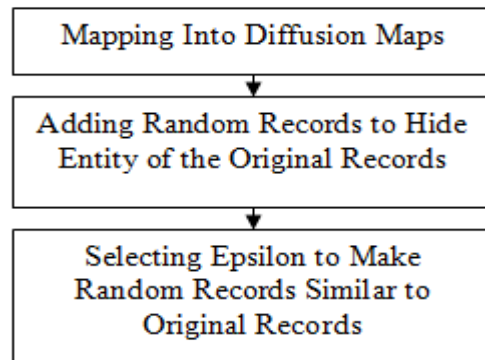 Mapping Into Diffusion Maps
Adding Random Records to Hide
Entity of the Original Records
Selecting Epsilon to Make
Random Records Similar to
Original Records